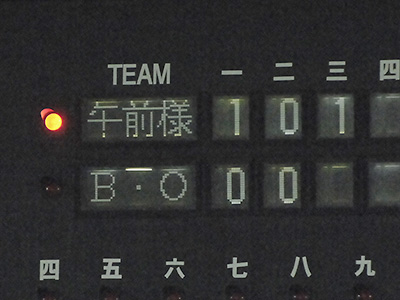 TEAM 一 二 三 四
午前様 1 0 1
B・O 0 0
四 五 六 七 八 九